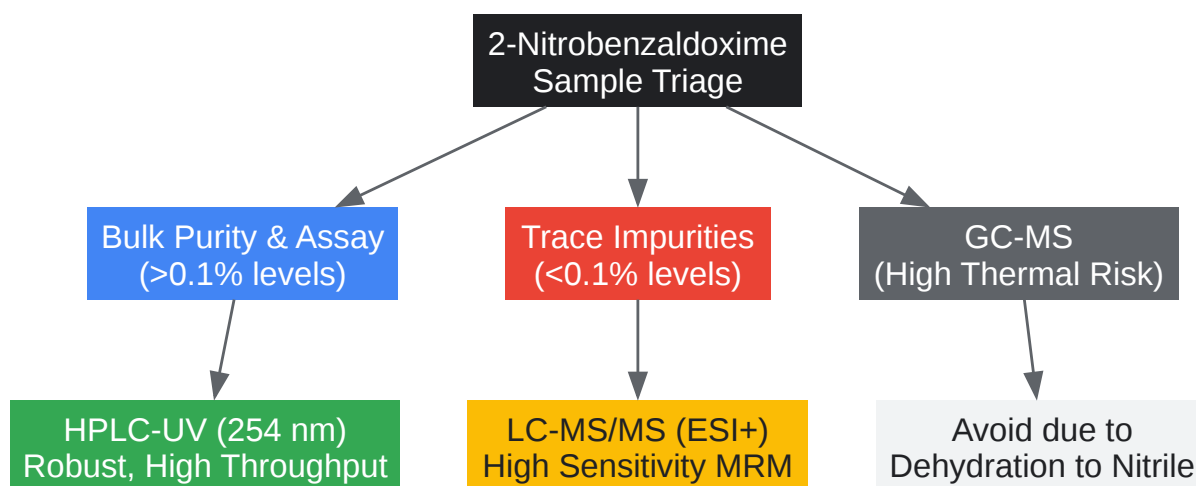 2-Nitrobenzaldoxime
Sample Triage
Bulk Purity & Assay
(>0.1% levels)
Trace Impurities
(<0.1% levels)
GC-MS
(High Thermal Risk)
HPLC-UV (254 nm)
Robust, High Throughput
LC-MS/MS (ESI+)
High Sensitivity MRM
Avoid due to
Dehydration to Nitrile